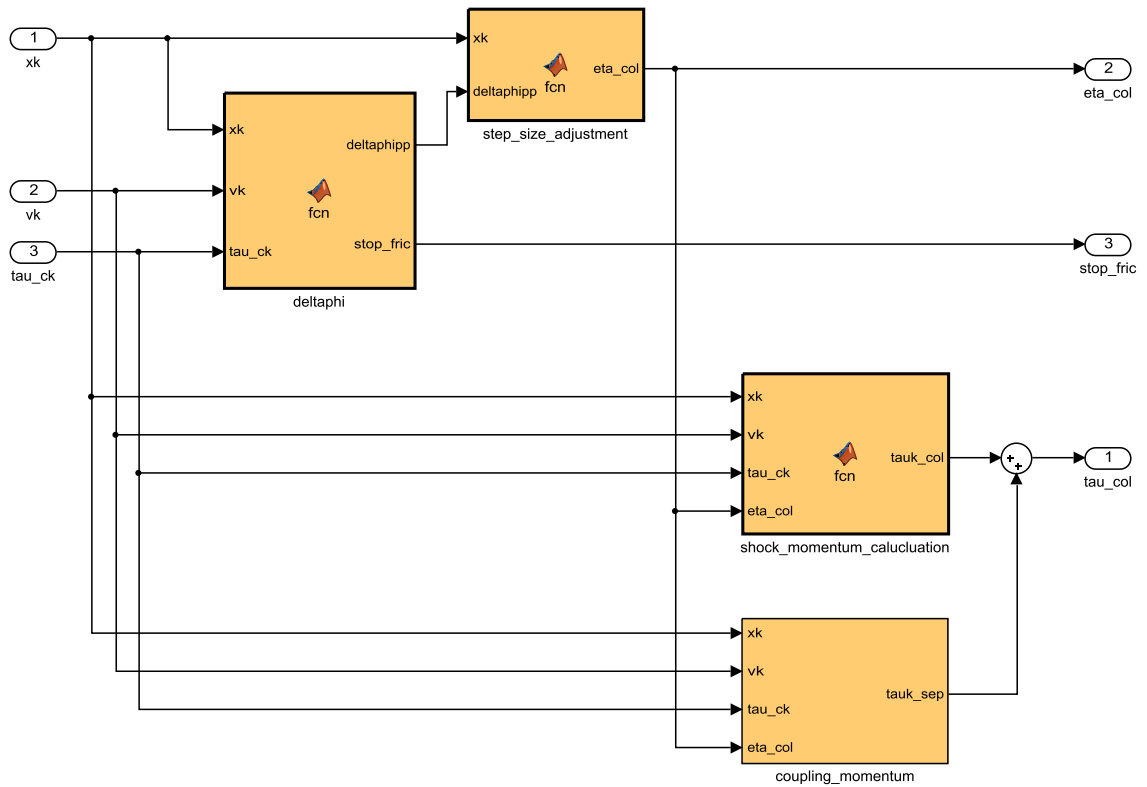 1
xk
2
vk
3
tau_ck
xk
vk
tau_ck
fcn
deltaphipp
stop_fric
deltaphi
xk
deltaphipp
fcn
eta_col
step_size_adjustment
2
eta_col
3
stop_fric
xk
vk
tau_ck
eta_col
fcn
tauk_col
shock_momentum_calucluation
++
1
tau_col
xk
vk
tau_ck
eta_col
tauk_sep
coupling_momentum